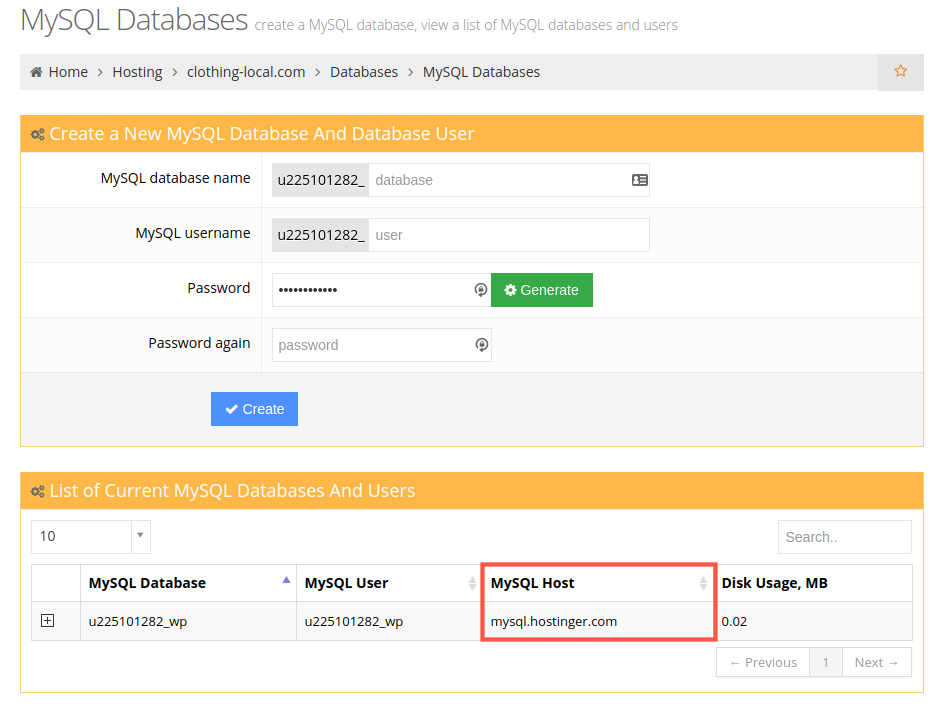 MySQL Databases create a MySQL database, view a list of MySQL databases and users
Home > Hosting > clothing-local.com > Databases > MySQL Databases
Create a New MySQL Database And Database User
MySQL database name u225101282_ database
MySQL username u225101282_ user
Password •••••••••••• Generate
Password again password
Create
List of Current MySQL Databases And Users
10 Search..
MySQL Database MySQL User MySQL Host Disk Usage, MB
u225101282_wp u225101282_wp mysql.hostinger.com 0.02
← Previous 1 Next →